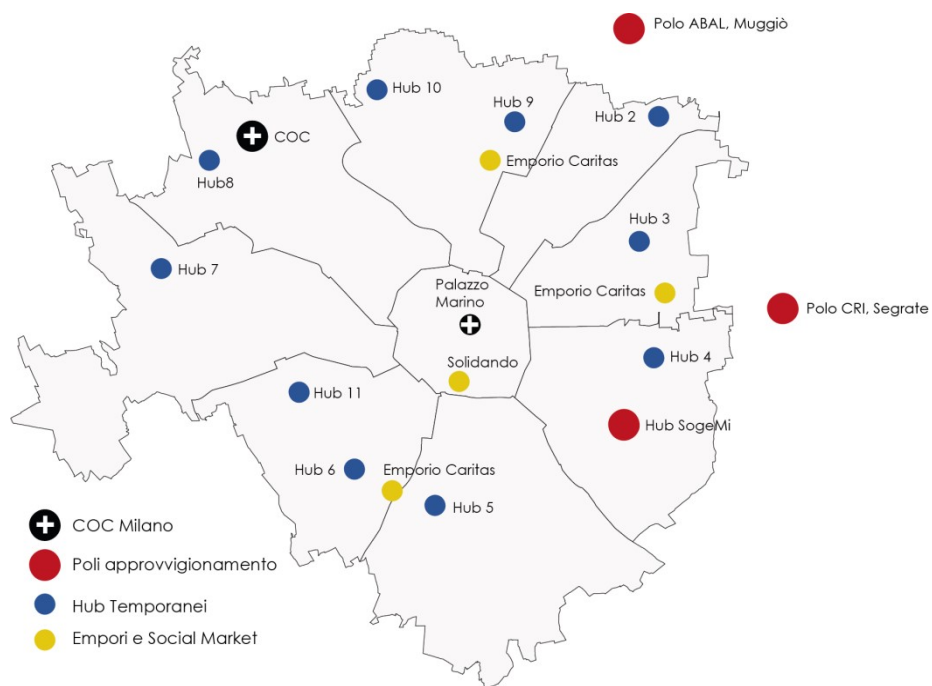 Polo ABAL, Muggiò
Hub 10
Hub 9
Hub 2
COC
Emporio Caritas
Hub8
Hub 3
Hub 7
Palazzo
Marino
Emporio Caritas
Polo CRI, Segrate
Hub 4
Solidando
Hub 11
Hub SogeMi
Hub 6
Emporio Caritas
Hub 5
COC Milano
Poli approvvigionamento
Hub Temporanei
Empori e Social Market